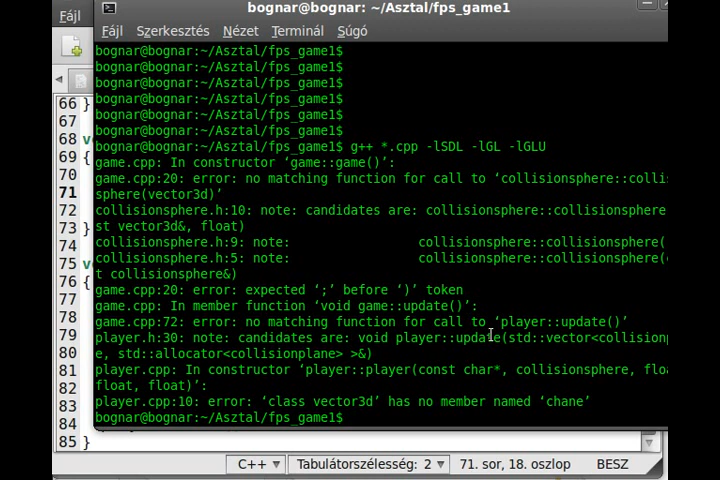 Fájl
bognar@bognar: ~/Asztal/fps_game1
Fájl Szerkesztés Nézet Terminál Súgó
bognar@bognar:~/Asztal/fps_game1$
bognar@bognar:~/Asztal/fps_game1$
bognar@bognar:~/Asztal/fps_game1$
bognar@bognar:~/Asztal/fps_game1$
bognar@bognar:~/Asztal/fps_game1$
bognar@bognar:~/Asztal/fps_game1$
bognar@bognar:~/Asztal/fps_game1$ g++ *.cpp -lSDL -lGL -lGLU
game.cpp: In constructor ‘game::game()’:
game.cpp:20: error: no matching function for call to ‘collisionsphere::collis
sphere(vector3d)’
collisionsphere.h:10: note: candidates are: collisionsphere::collisionsphere
st vector3d&, float)
collisionsphere.h:9: note: collisionsphere::collisionsphere(
collisionsphere.h:5: note: collisionsphere::collisionsphere(
t collisionsphere&)
game.cpp:20: error: expected ‘;’ before ‘)’ token
game.cpp: In member function ‘void game::update()’:
game.cpp:72: error: no matching function for call to ‘player::update()’
player.h:30: note: candidates are: void player::update(std::vector<collisionp
e, std::allocator<collisionplane> >&)
player.cpp: In constructor ‘player::player(const char*, collisionsphere, floa
float, float)’:
player.cpp:10: error: ‘class vector3d’ has no member named ‘chane’
bognar@bognar:~/Asztal/fps_game1$
66 }
67
68 v
69 {
70
71
72
73 }
74
75 v
76 {
77
78
79
80
81
82
83
84
85 }
C++ Tabulátorszélesség: 2 71. sor, 18. oszlop BESZ